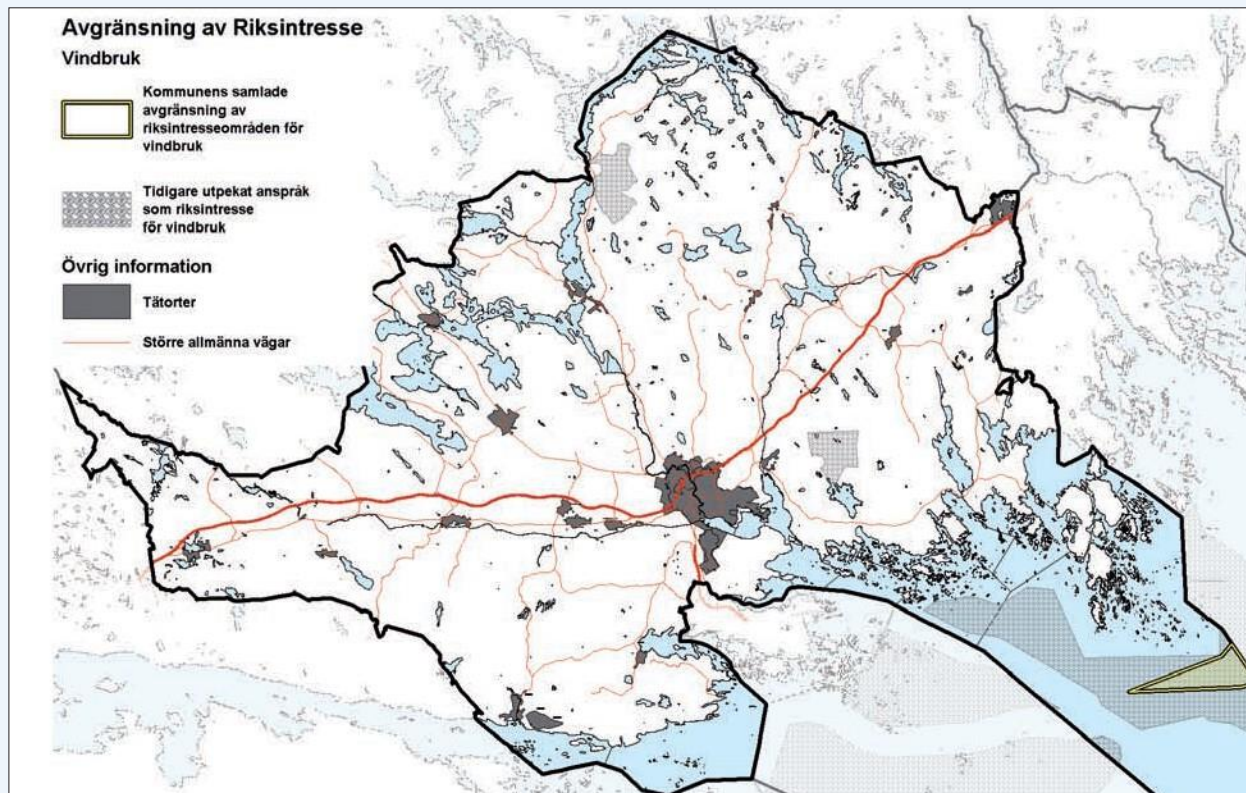 Avgränsning av Riksintresse
Vindbruk
Kommunens samlade
avgränsning av
riksintresseområden för
vindbruk
Tidigare utpekat anspråk
som riksintresse
för vindbruk
Övrig information
Tätorter
Större allmänna vägar